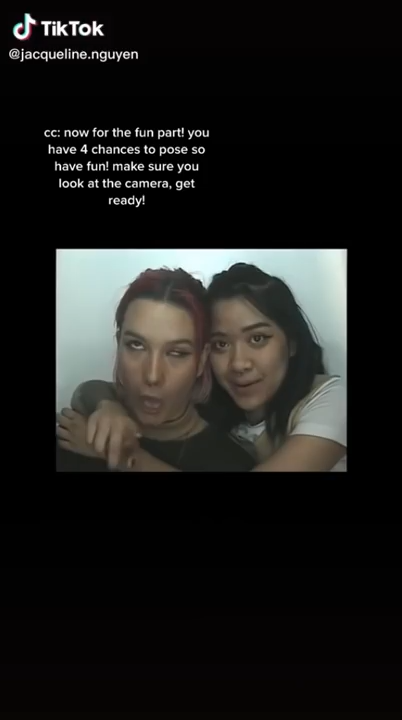 TikTok
@jacqueline.nguyen
cc: now for the fun part! you
have 4 chances to pose so
have fun! make sure you
look at the camera, get
ready!